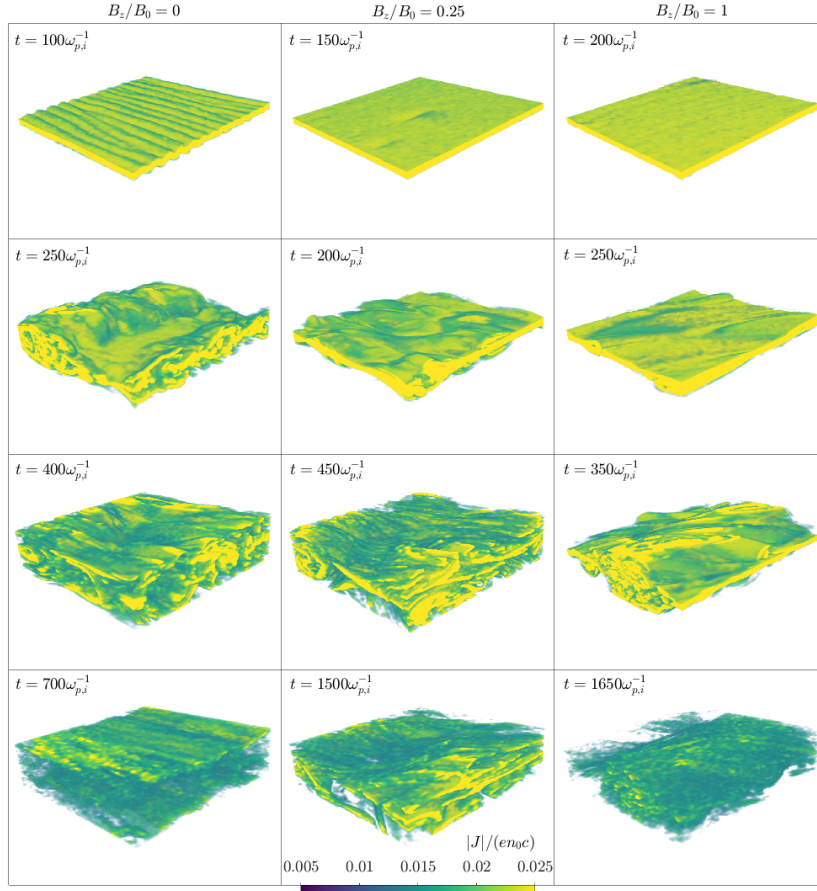 B_z/B_0 = 0 B_z/B_0 = 0.25 B_z/B_0 = 1
t = 100ω_{p,i}^{-1} t = 150ω_{p,i}^{-1} t = 200ω_{p,i}^{-1}
t = 250ω_{p,i}^{-1} t = 200ω_{p,i}^{-1} t = 250ω_{p,i}^{-1}
t = 400ω_{p,i}^{-1} t = 450ω_{p,i}^{-1} t = 350ω_{p,i}^{-1}
t = 700ω_{p,i}^{-1} t = 1500ω_{p,i}^{-1} t = 1650ω_{p,i}^{-1}
|J|/(en_0c)
0.005 0.01 0.015 0.02 0.025